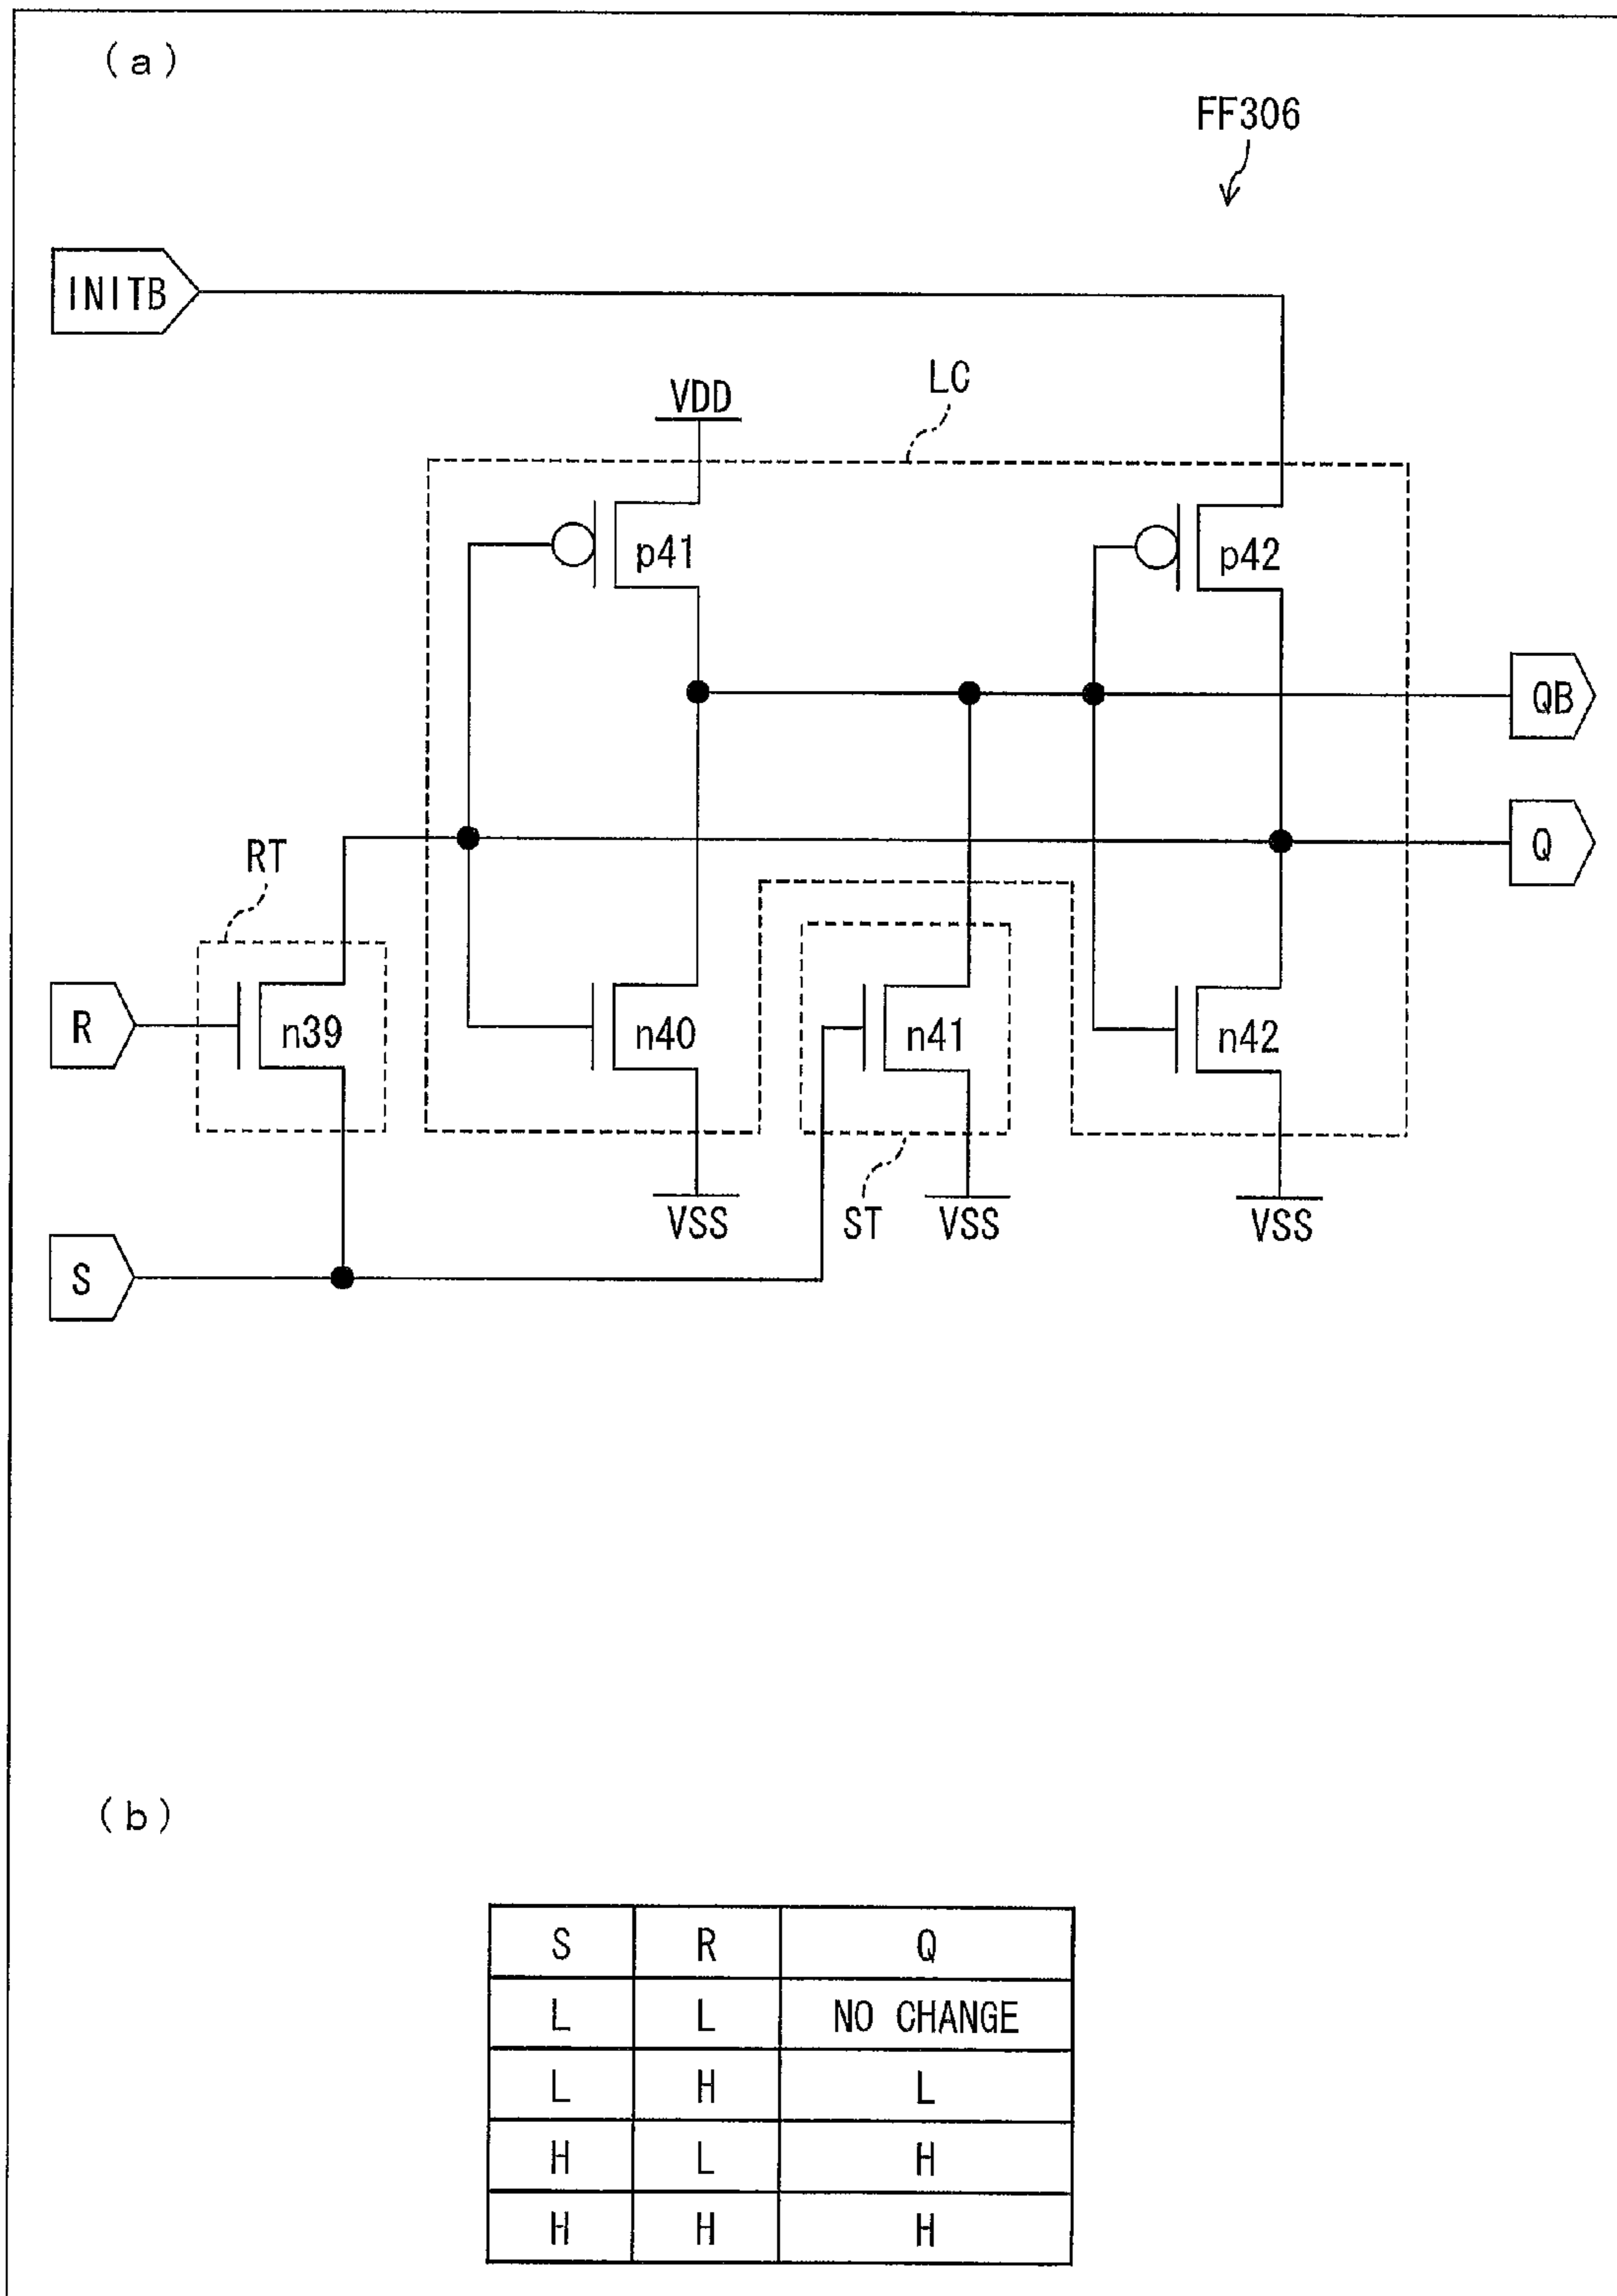 (a)
FF306
INITB
LC
VDD
p41
p42
QB
Q
RT
R
n39
n40
n41
n42
VSS
ST
VSS
VSS
S
(b)
S R Q
L L NO CHANGE
L H L
H L H
H H H